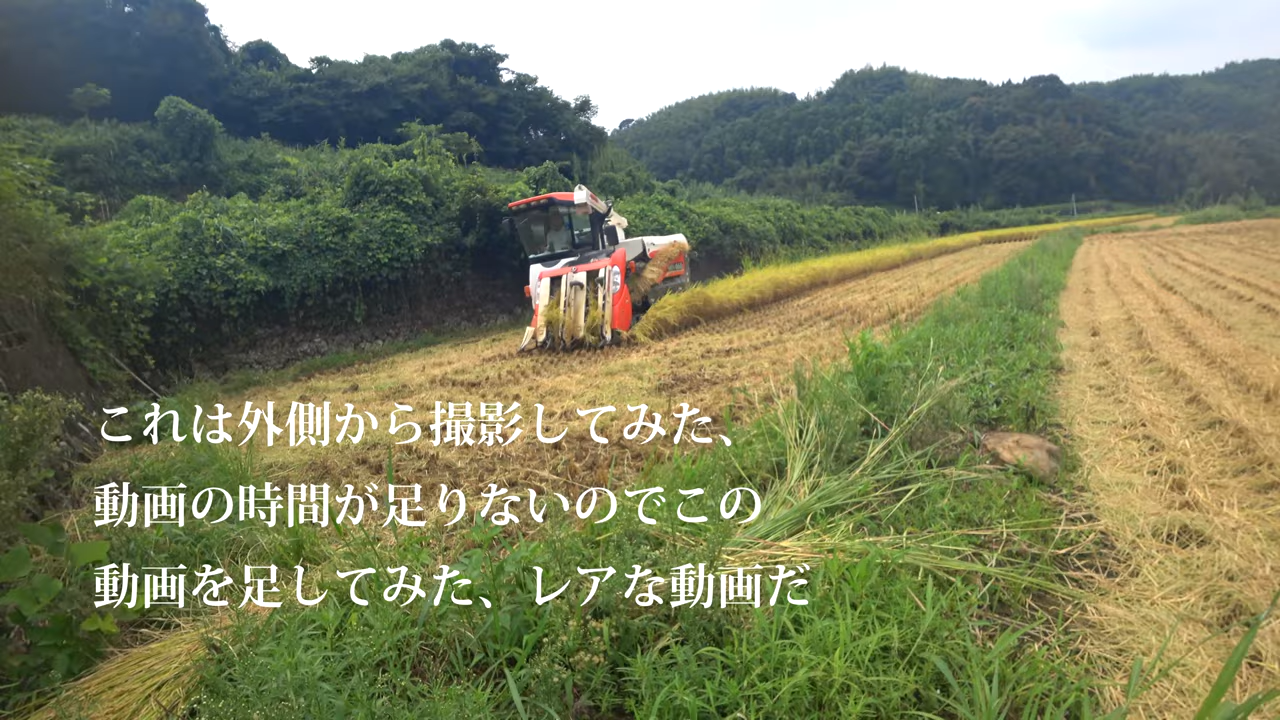 これは外側から撮影してみた、
動画の時間が足りないのでこの
動画を足してみた、レアな動画だ